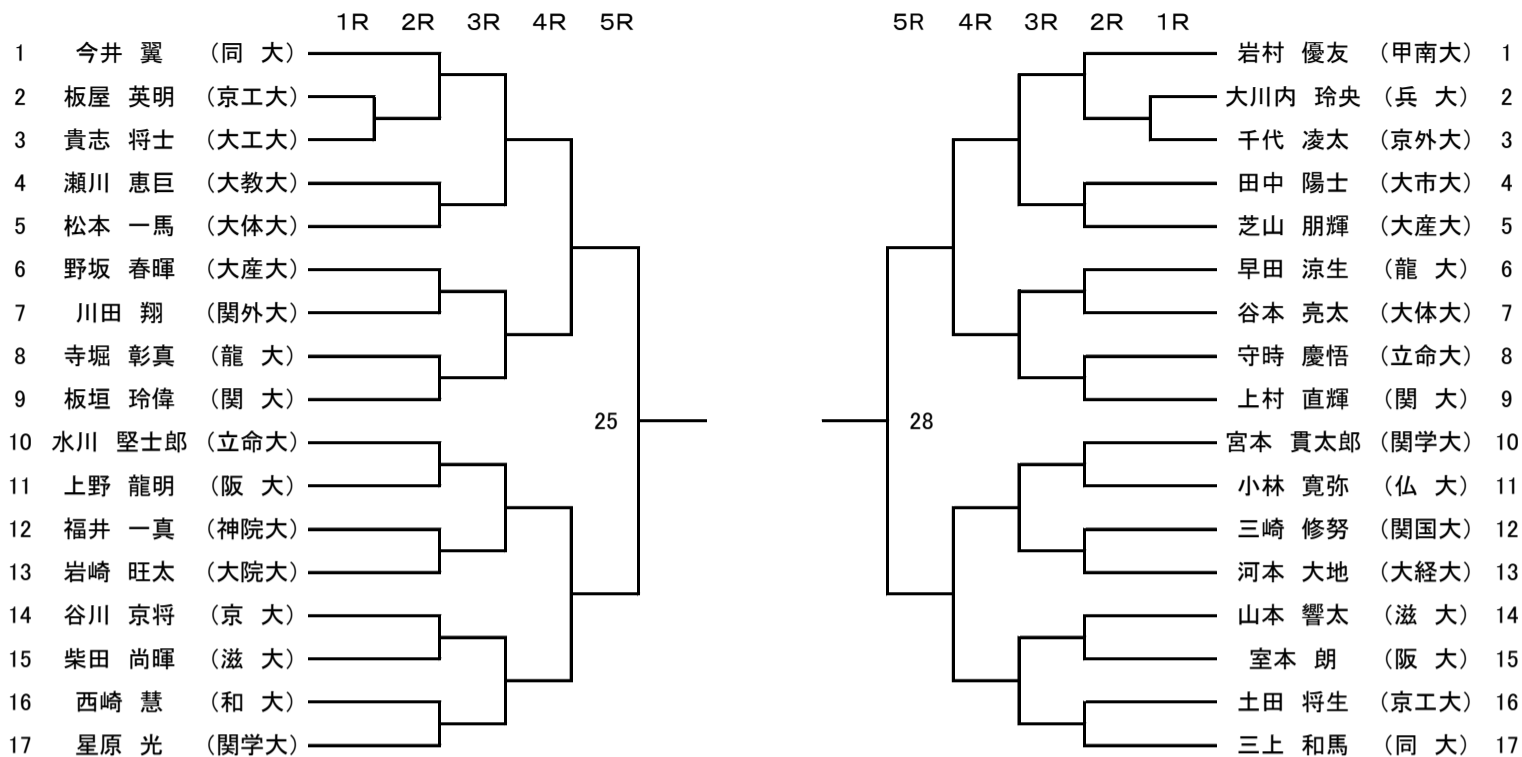 1R 2R 3R 4R 5R 5R 4R 3R 2R 1R
1 今井 翼 (同 大) 岩村 優友 (甲南大) 1
2 板屋 英明 (京工大) 大川内 玲央 (兵 大) 2
3 貴志 将士 (大工大) 千代 凌太 (京外大) 3
4 瀬川 恵巨 (大教大) 田中 陽士 (大市大) 4
5 松本 一馬 (大体大) 芝山 朋輝 (大産大) 5
6 野坂 春暉 (大産大) 早田 涼生 (龍 大) 6
7 川田 翔 (関外大) 谷本 亮太 (大体大) 7
8 寺堀 彰真 (龍 大) 守時 慶悟 (立命大) 8
9 板垣 玲偉 (関 大) 上村 直輝 (関 大) 9
25 28
10 水川 堅士郎 (立命大) 宮本 貫太郎 (関学大) 10
11 上野 龍明 (阪 大) 小林 寛弥 (仏 大) 11
12 福井 一真 (神院大) 三崎 修努 (関国大) 12
13 岩崎 旺太 (大院大) 河本 大地 (大経大) 13
14 谷川 京将 (京 大) 山本 響太 (滋 大) 14
15 柴田 尚暉 (滋 大) 室本 朗 (阪 大) 15
16 西崎 慧 (和 大) 土田 将生 (京工大) 16
17 星原 光 (関学大) 三上 和馬 (同 大) 17